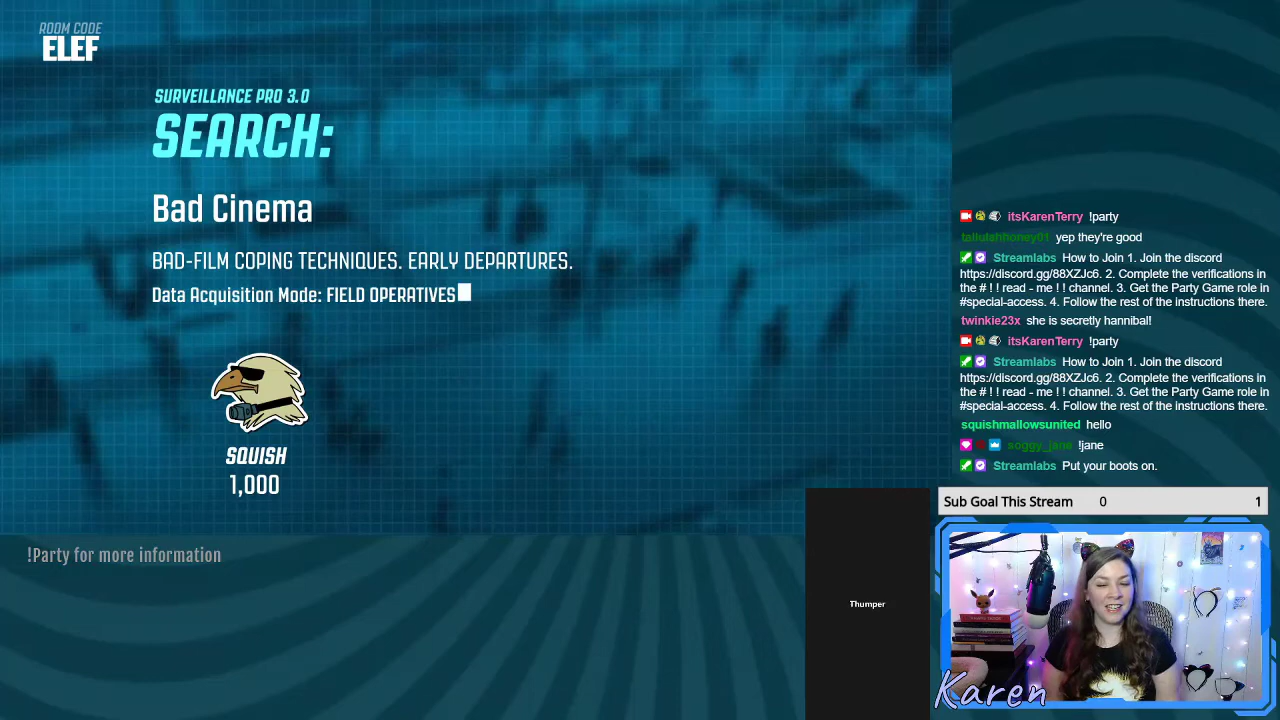 ROOM CODE
ELEF
SURVEILLANCE PRO 3.0
SEARCH:
Bad Cinema
BAD-FILM COPING TECHNIQUES. EARLY DEPARTURES.
Data Acquisition Mode: FIELD OPERATIVES
SQUISH
1,000
!Party for more information
itsKarenTerry !party
tallutahhoney01 yep they're good
Streamlabs How to Join 1. Join the discord
https://discord.gg/88XZJc6. 2. Complete the verifications in
the # ! ! read - me ! ! channel. 3. Get the Party Game role in
#special-access. 4. Follow the rest of the instructions there.
twinkie23x she is secretly hannibal!
itsKarenTerry !party
Streamlabs How to Join 1. Join the discord
https://discord.gg/88XZJc6. 2. Complete the verifications in
the # ! ! read - me ! ! channel. 3. Get the Party Game role in
#special-access. 4. Follow the rest of the instructions there.
squishmallowsunited hello
soggy_jane !jane
Streamlabs Put your boots on.
Sub Goal This Stream 0 1
Thumper
Karen